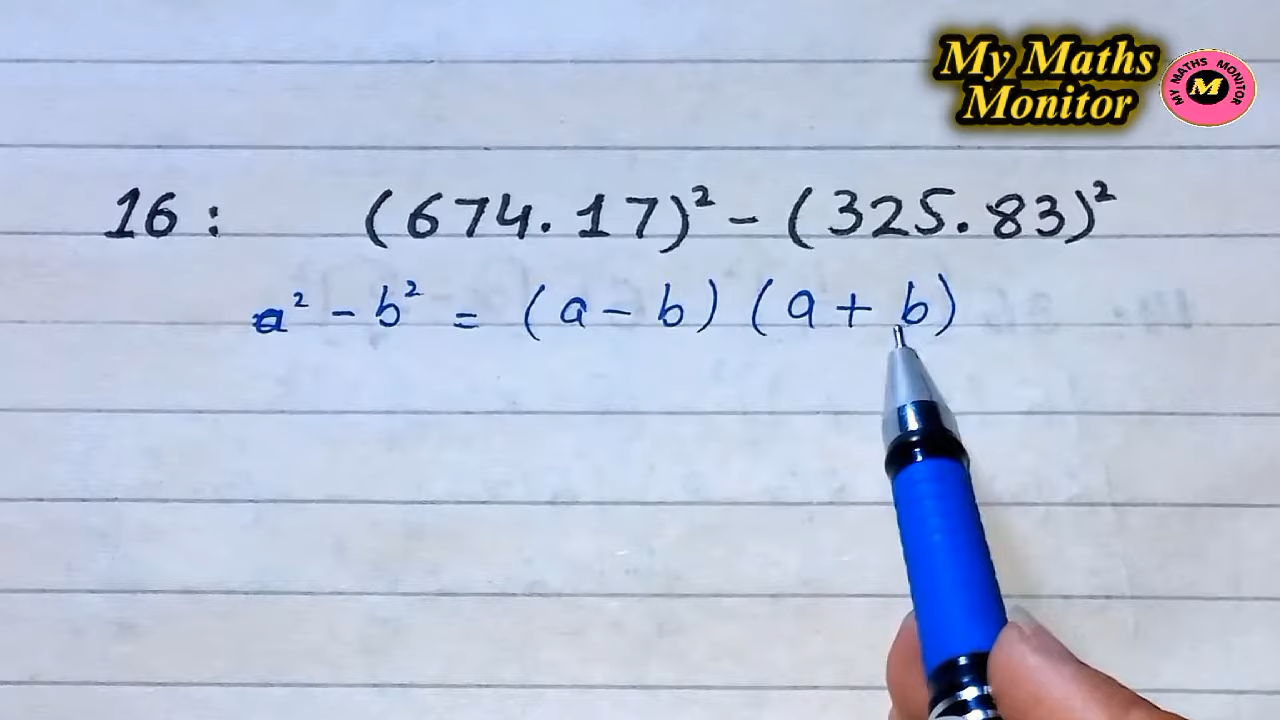 My Maths
Monitor
MY MATHS MONITOR
M
16 : (674.17)² - (325.83)²
a² - b² = (a - b) (a + b)